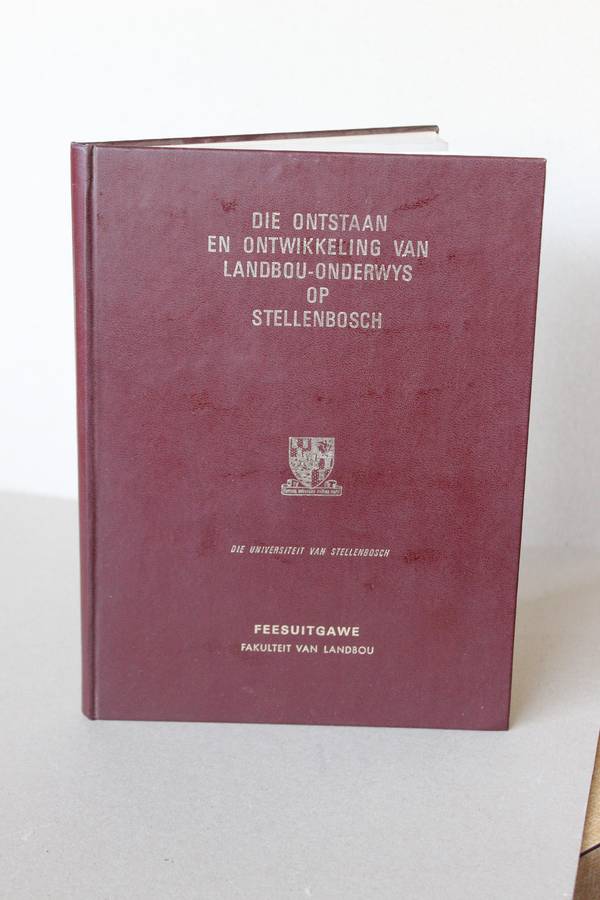 DIE ONTSTAAN
EN ONTWIKKELING VAN
LANDBOU-ONDERWYS
OP
STELLENBOSCH
DIE UNIVERSITEIT VAN STELLENBOSCH
FEESUITGAWE
FAKULTEIT VAN LANDBOU